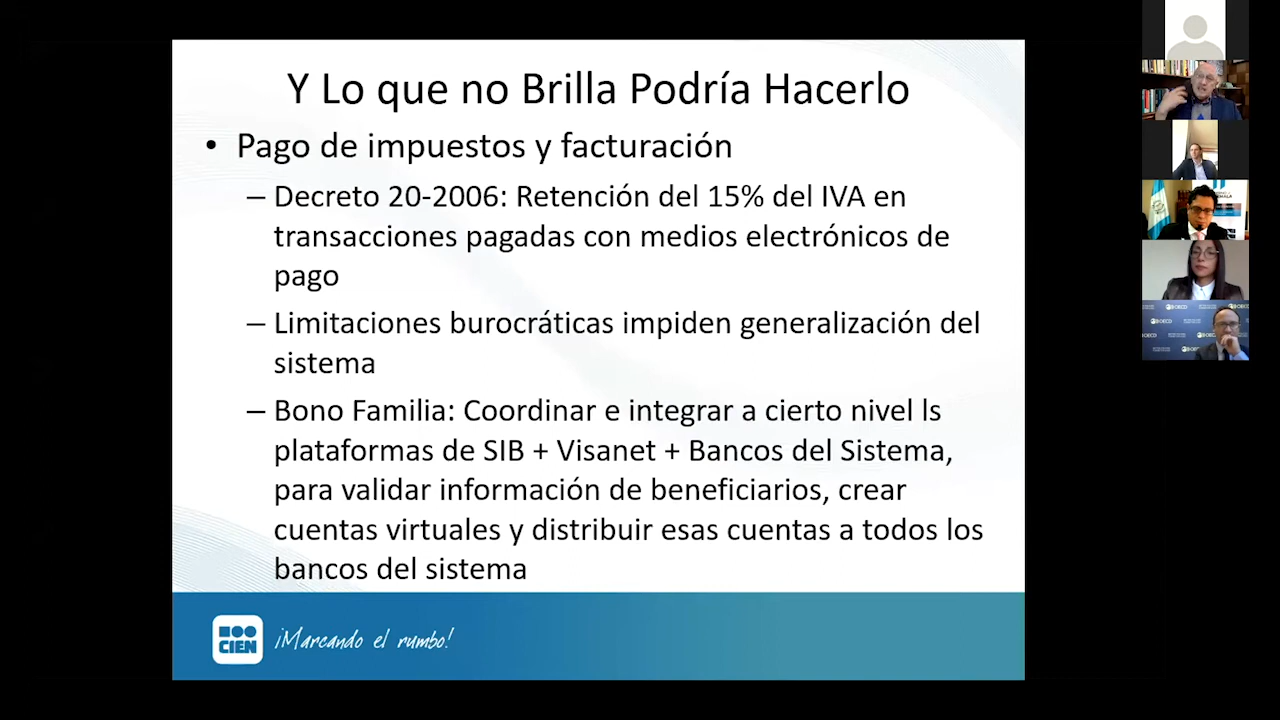 Y Lo que no Brilla Podría Hacerlo
• Pago de impuestos y facturación
– Decreto 20-2006: Retención del 15% del IVA en
transacciones pagadas con medios electrónicos de
pago
– Limitaciones burocráticas impiden generalización del
sistema
– Bono Familia: Coordinar e integrar a cierto nivel ls
plataformas de SIB + Visanet + Bancos del Sistema,
para validar información de beneficiarios, crear
cuentas virtuales y distribuir esas cuentas a todos los
bancos del sistema
CIEN
¡Marcando el rumbo!
OECD